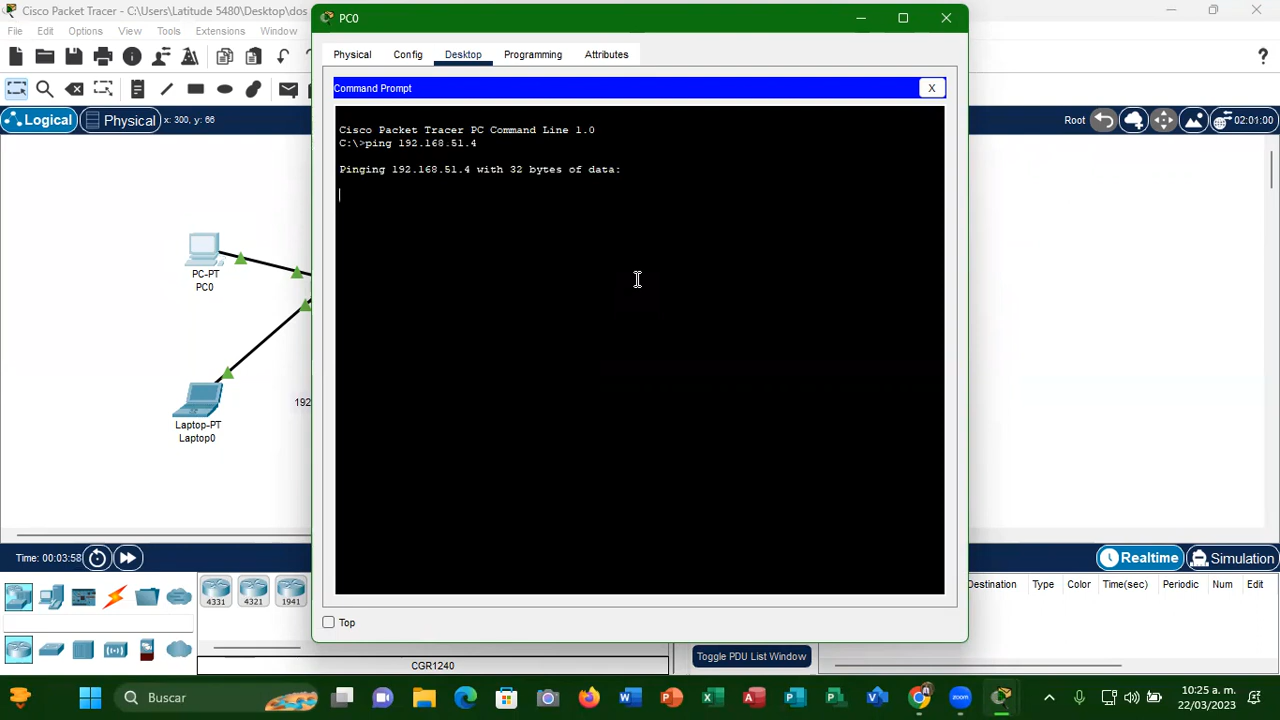 Cisco Packet Tracer - C:\Users\Latitude 5480\Desktop\dos
PC0
File Edit Options View Tools Extensions Window
Physical Config Desktop Programming Attributes
Command Prompt
X
Logical
Physical
x: 300, y: 66
Root
02:01:00
Cisco Packet Tracer PC Command Line 1.0
C:\>ping 192.168.51.4
Pinging 192.168.51.4 with 32 bytes of data:
PC-PT
PC0
192
Laptop-PT
Laptop0
Time: 00:03:58
Realtime
Simulation
4331
4321
1941
Destination Type Color Time(sec) Periodic Num Edit
Top
Toggle PDU List Window
CGR1240
Buscar
10:25 a. m.
22/03/2023